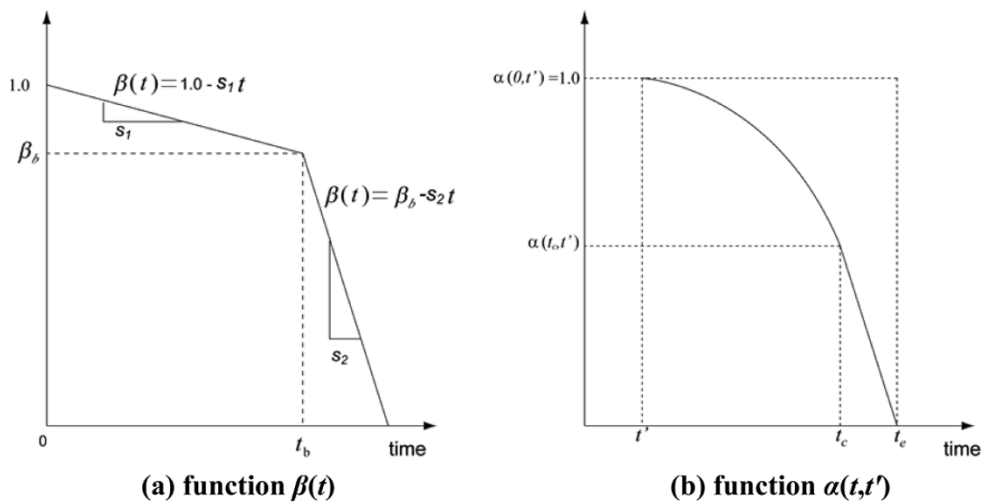 1.0
β(t)=1.0 - s₁t
s₁
β_b
β(t)= β_b -s₂t
s₂
0
t_b
time
(a) function β(t)
α(0,t')=1.0
α(t_c,t')
t'
t_c
t_e
time
(b) function α(t,t')